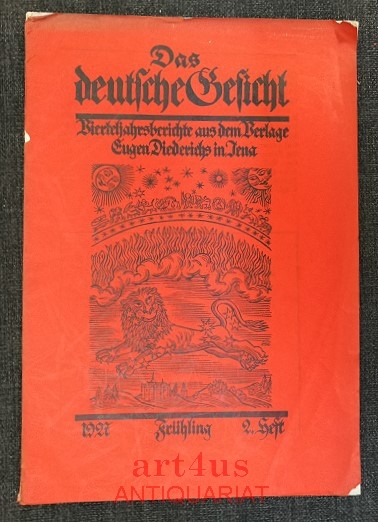 Das
deutsche Gesicht
Vierteljahrsberichte aus dem Verlage
Eugen Diederichs in Jena
1927 Frühling 2. Heft
art4us
ANTIQUARIAT